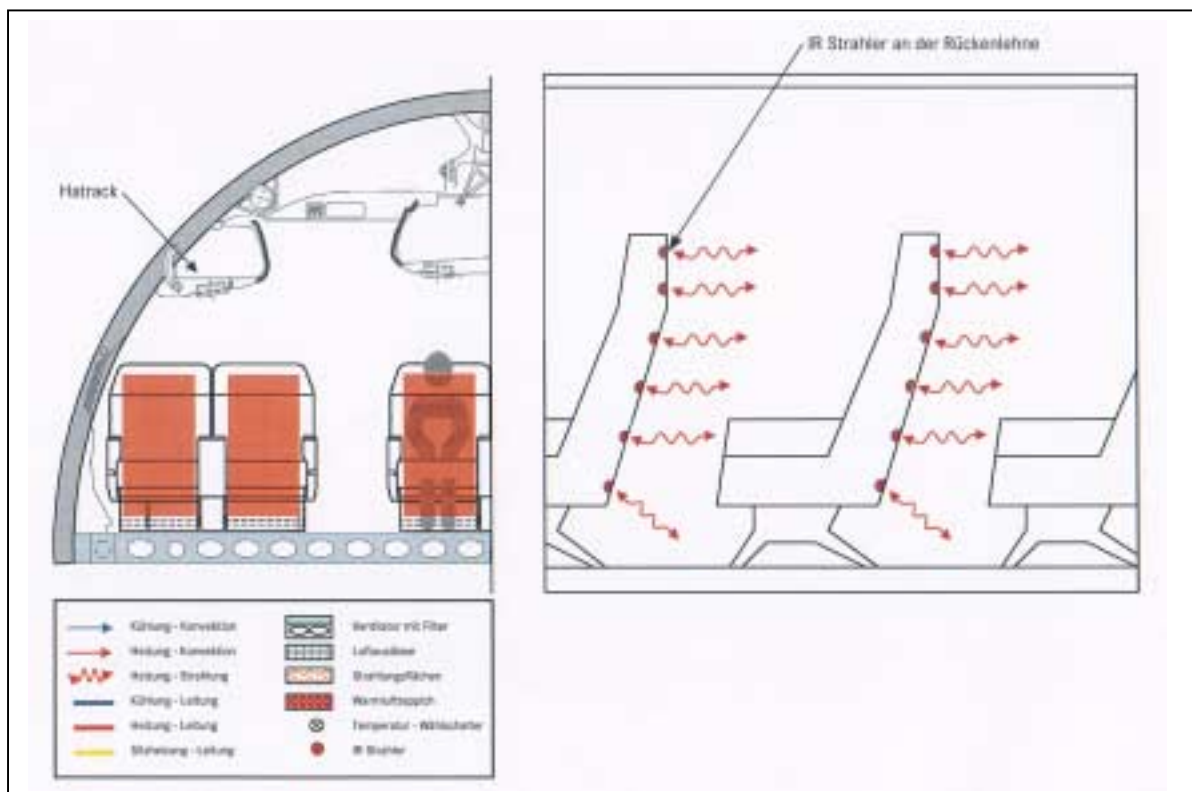 IR Strahler an der Rückenlehne
Hatrack
Kühlung - Konvektion
Heizung - Konvektion
Heizung - Strahlung
Kühlung - Leitung
Heizung - Leitung
Sitzheizung - Leitung
Ventilator mit Filter
Luftauslässe
Strahlungsflächen
Warmluftteppich
Temperatur - Wählschalter
IR Strahler